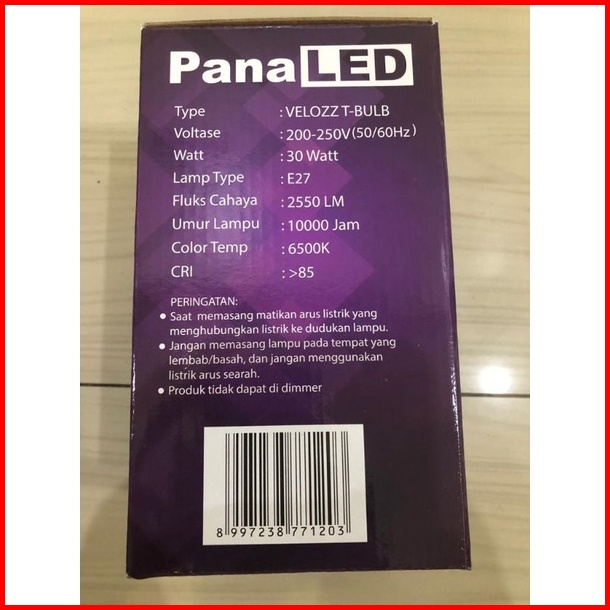 PanaLED
Type : VELOZZ T-BULB
Voltase : 200-250V(50/60Hz)
Watt : 30 Watt
Lamp Type : E27
Fluks Cahaya : 2550 LM
Umur Lampu : 10000 Jam
Color Temp : 6500K
CRI : >85
PERINGATAN:
• Saat memasang matikan arus listrik yang
menghubungkan listrik ke dudukan lampu.
• Jangan memasang lampu pada tempat yang
lembab/basah, dan jangan menggunakan
listrik arus searah.
• Produk tidak dapat di dimmer
8 997238 771203